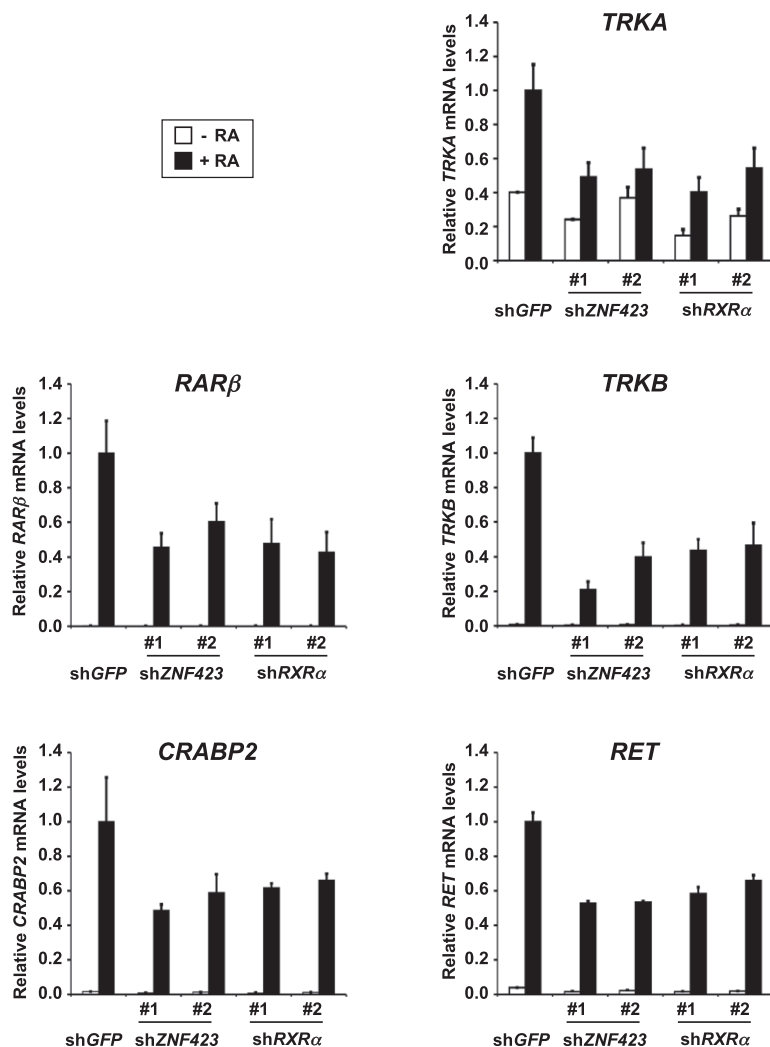 - RA
+ RA
TRKA
Relative TRKA mRNA levels
1.4
1.2
1.0
0.8
0.6
0.4
0.2
0.0
#1 #2 #1 #2
shGFP shZNF423 shRXRα
RARβ
Relative RARβ mRNA levels
1.4
1.2
1.0
0.8
0.6
0.4
0.2
0.0
#1 #2 #1 #2
shGFP shZNF423 shRXRα
TRKB
Relative TRKB mRNA levels
1.4
1.2
1.0
0.8
0.6
0.4
0.2
0.0
#1 #2 #1 #2
shGFP shZNF423 shRXRα
CRABP2
Relative CRABP2 mRNA levels
1.4
1.2
1.0
0.8
0.6
0.4
0.2
0.0
#1 #2 #1 #2
shGFP shZNF423 shRXRα
RET
Relative RET mRNA levels
1.4
1.2
1.0
0.8
0.6
0.4
0.2
0.0
#1 #2 #1 #2
shGFP shZNF423 shRXRα